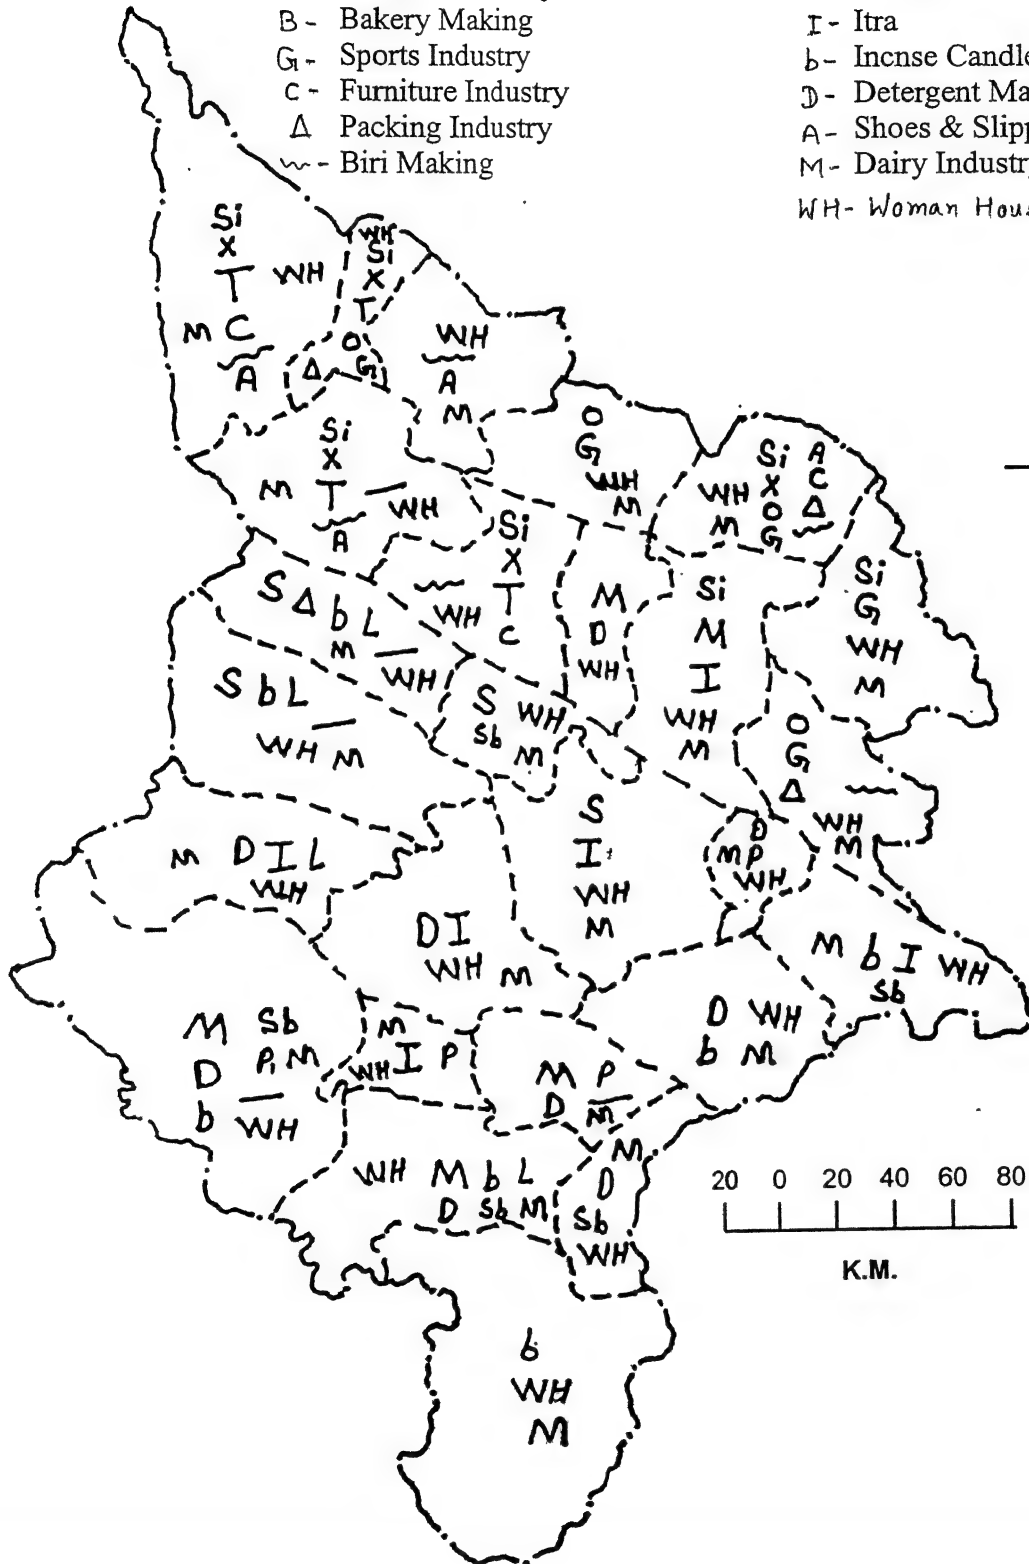 B - Bakery Making
G - Sports Industry
C - Furniture Industry
Δ Packing Industry
~ - Biri Making
I - Itra
b - Incnse Candle
D - Detergent Ma
A - Shoes & Slipp
M - Dairy Industry
WH - Woman Hous
Si
X
T WH
M C
A
WH
Si
X
T
O
Δ G
WH
A
M
Si
X
M T WH
A
O
G
WH
M
Si A
WH X C
M O Δ
G
Si
X
WH T
C
M
D
WH
Si
M
I
WH
M
Si
G
WH
M
S Δ b L
M WH
S b L
WH M
S WH
Sb M
O
G
Δ
WH
M
S
I
WH
M
D
M P
WH
M D I L
WH
D I
WH M
M b I WH
Sb
D WH
b M
M Sb
D P, M
b WH
M
WH I P
M P
D M
WH M b L
D Sb M
M
D
Sb
WH
20 0 20 40 60 80
K.M.
b
WH
M